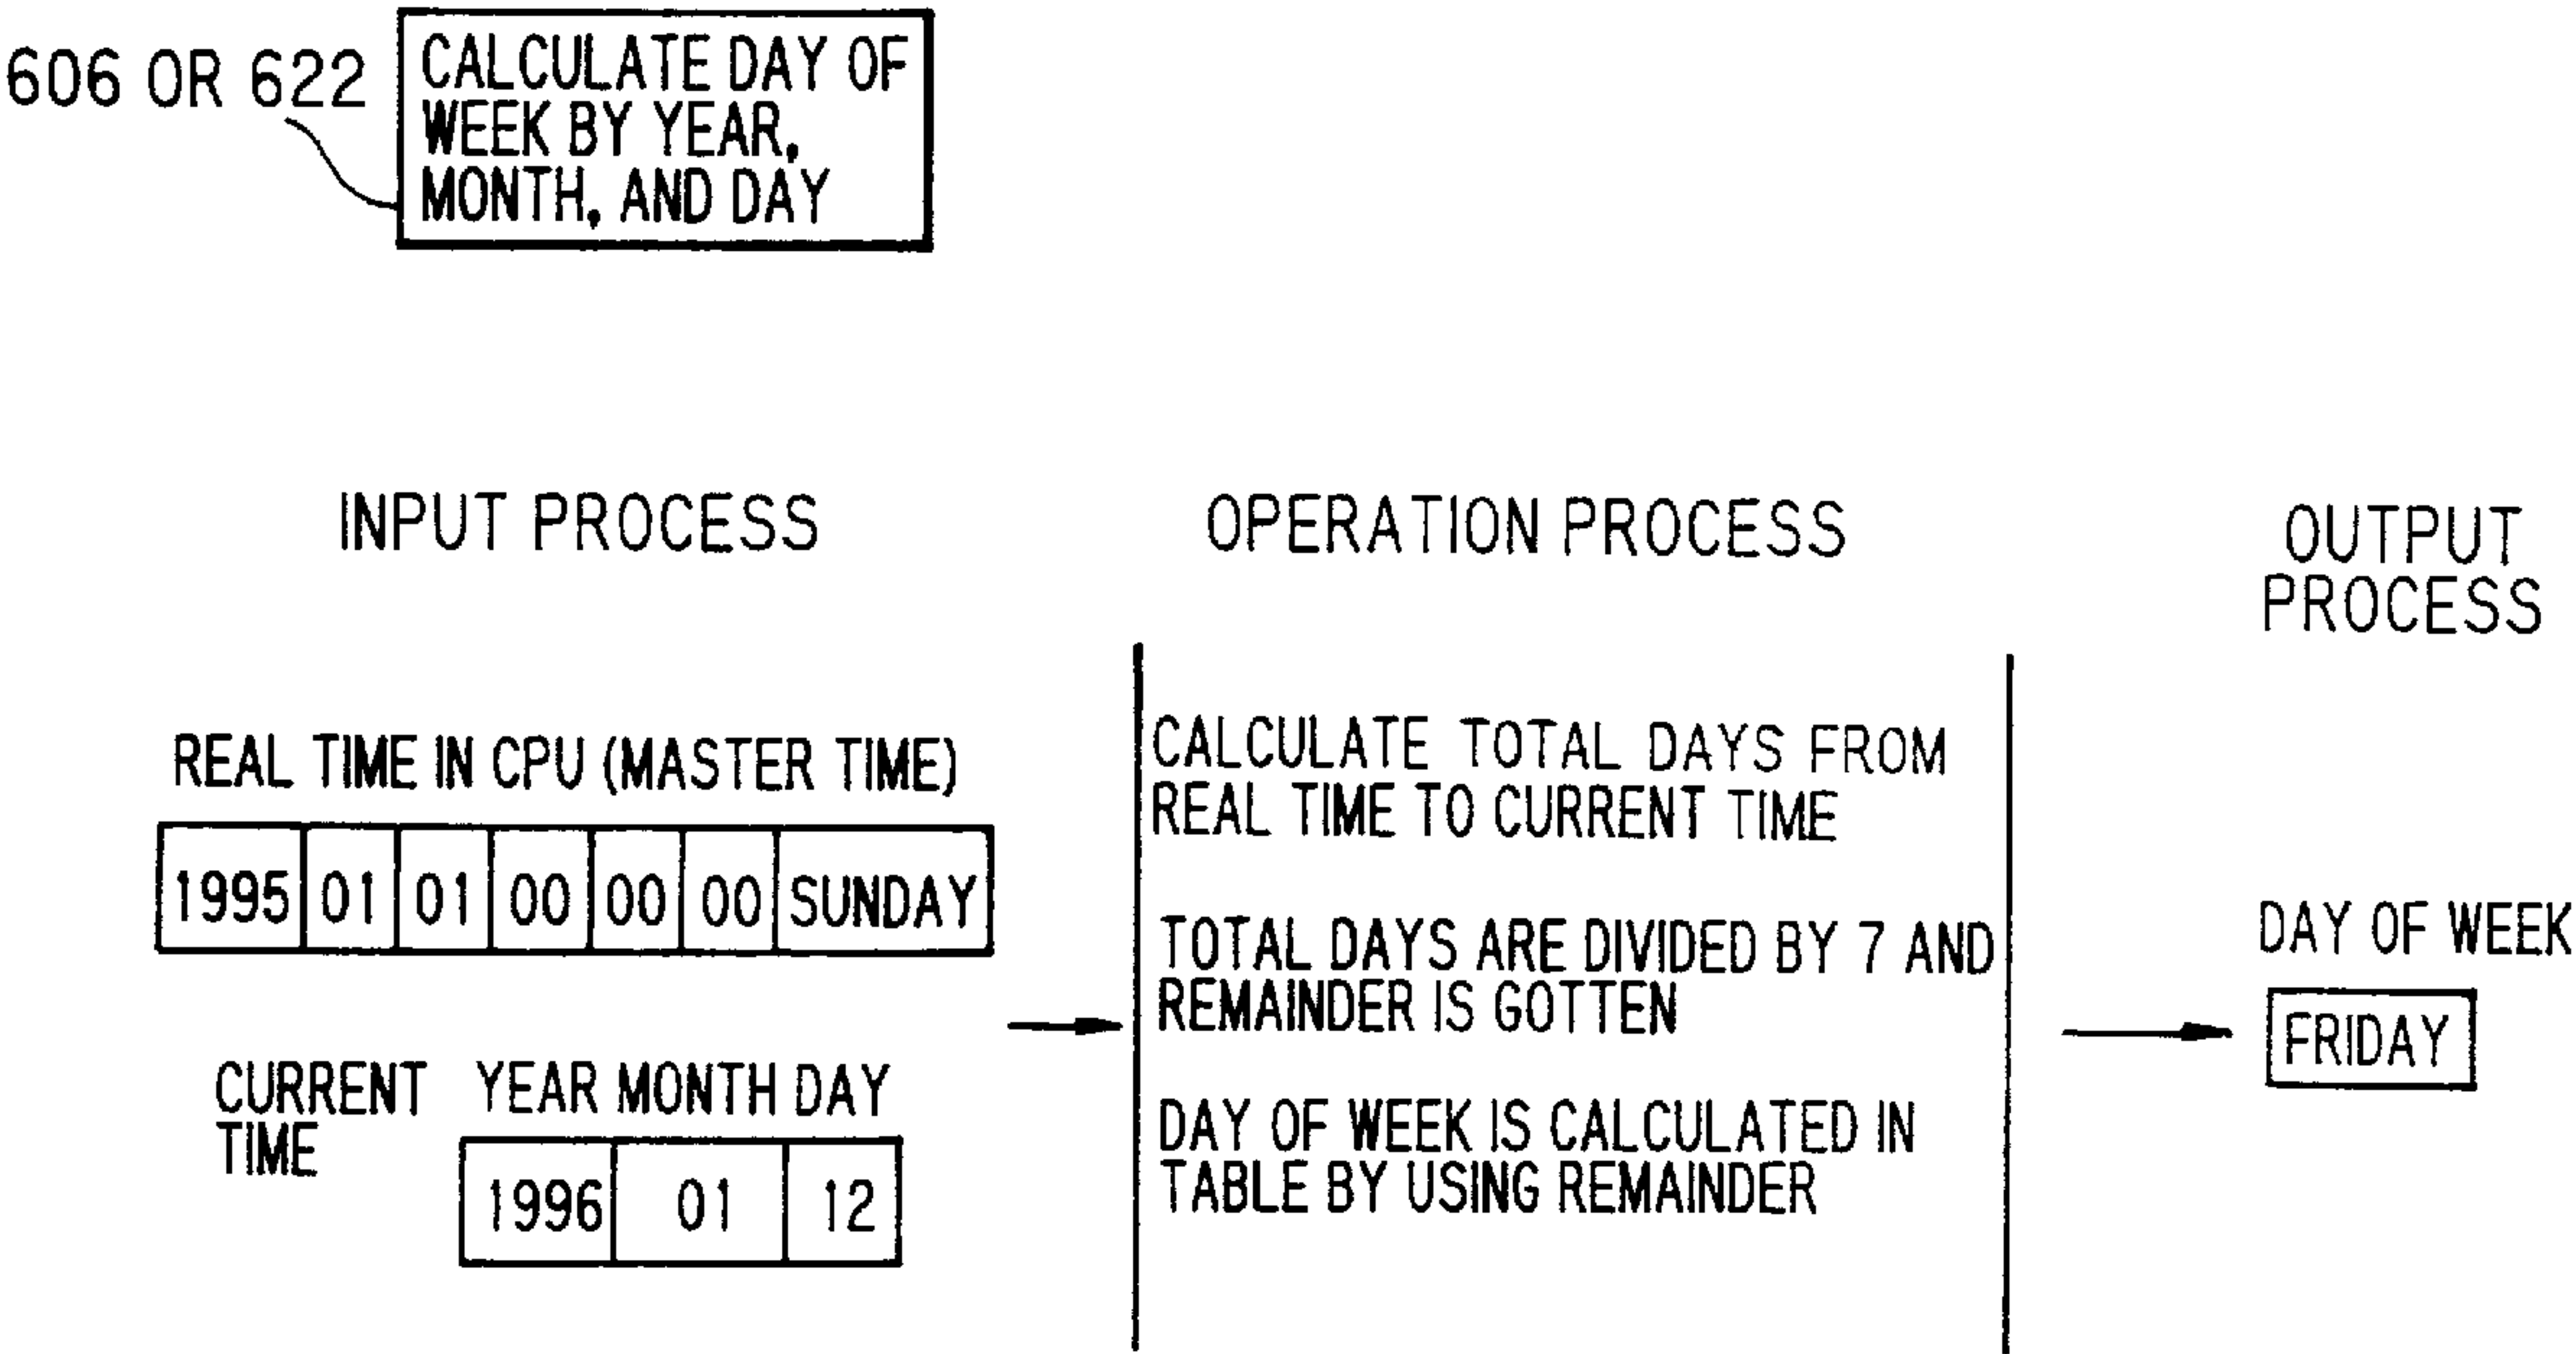 606 OR 622
CALCULATE DAY OF
WEEK BY YEAR,
MONTH, AND DAY
INPUT PROCESS
OPERATION PROCESS
OUTPUT
PROCESS
REAL TIME IN CPU (MASTER TIME)
1995 01 01 00 00 00 SUNDAY
CURRENT
TIME
YEAR MONTH DAY
1996 01 12
CALCULATE TOTAL DAYS FROM
REAL TIME TO CURRENT TIME
TOTAL DAYS ARE DIVIDED BY 7 AND
REMAINDER IS GOTTEN
DAY OF WEEK IS CALCULATED IN
TABLE BY USING REMAINDER
DAY OF WEEK
FRIDAY